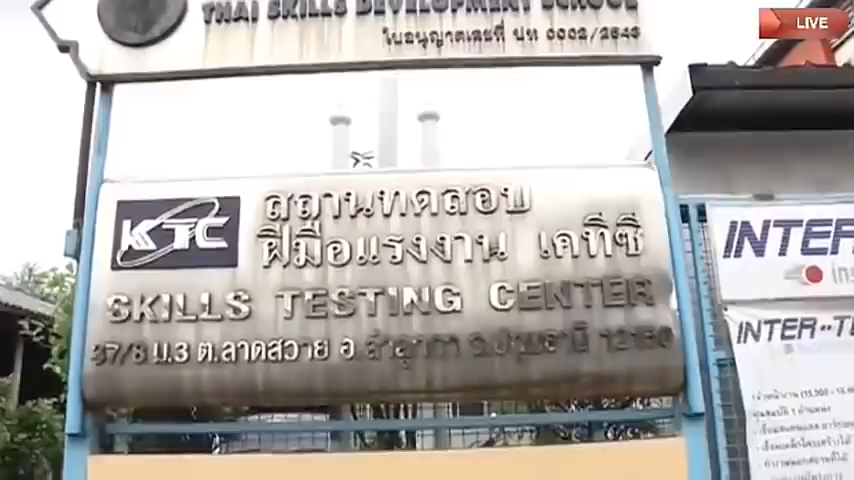 THAI SKILLS DEVELOPMENT SCHOOL
ใบอนุญาตเลขที่ ปท 0002/2543
LIVE
KTC
สถานทดสอบ
ฝีมือแรงงาน เคทีซี
SKILLS TESTING CENTER
37/8 ม.3 ต.ลาดสวาย อ.ลำลูกกา จ.ปทุมธานี 12150
INTER
INTER-TE